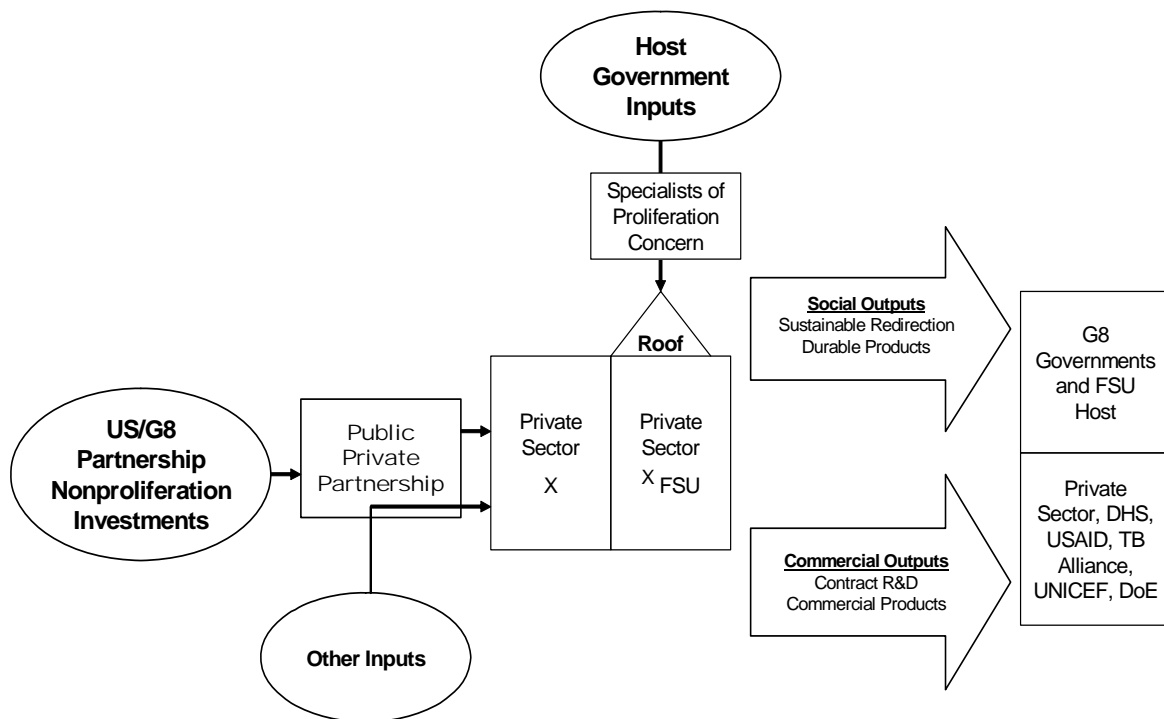 Host
Government
Inputs
Specialists of
Proliferation
Concern
Roof
Social Outputs
Sustainable Redirection
Durable Products
G8
Governments
and FSU
Host
US/G8
Partnership
Nonproliferation
Investments
Public
Private
Partnership
Private
Sector
X
Private
Sector
X FSU
Private
Sector, DHS,
USAID, TB
Alliance,
UNICEF, DoE
Commercial Outputs
Contract R&D
Commercial Products
Other Inputs